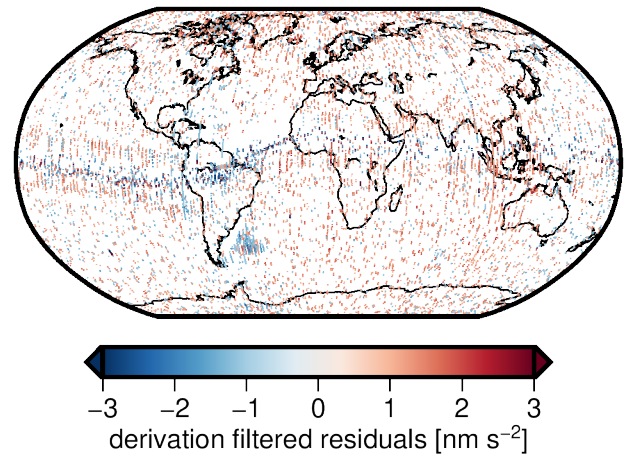 −3 −2 −1 0 1 2 3
derivation filtered residuals [nm s⁻²]